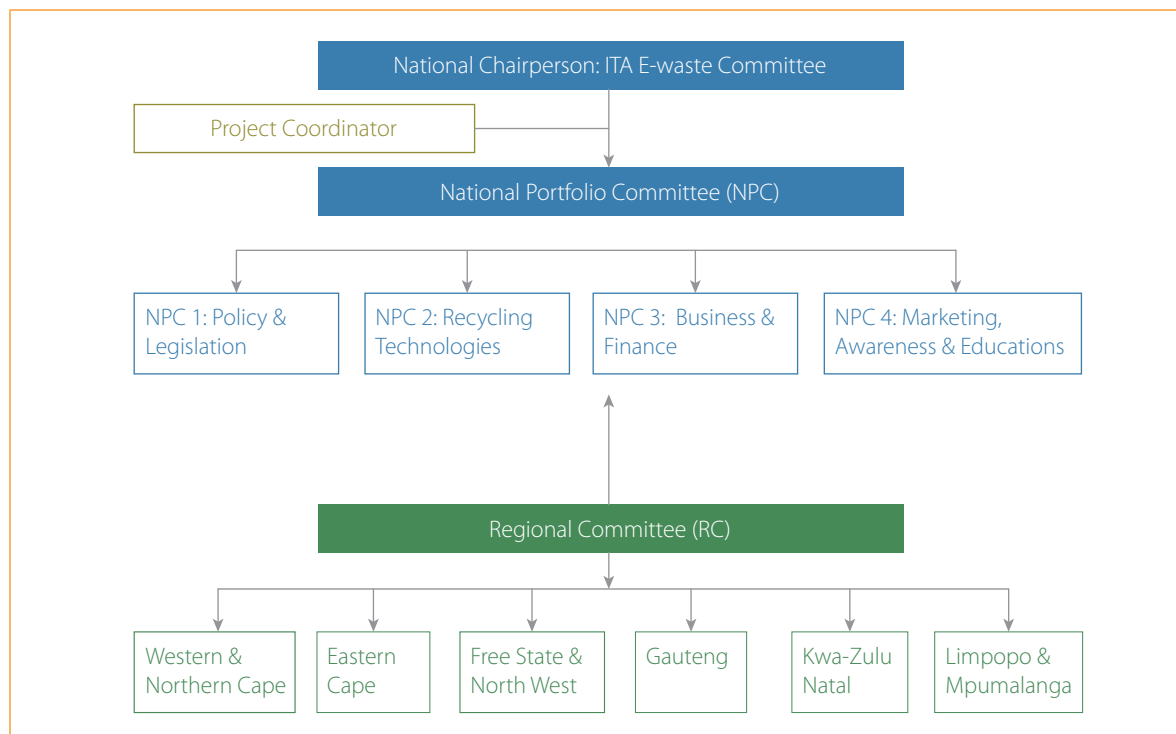 National Chairperson: ITA E-waste Committee
Project Coordinator
National Portfolio Committee (NPC)
NPC 1: Policy &
Legislation
NPC 2: Recycling
Technologies
NPC 3: Business &
Finance
NPC 4: Marketing,
Awareness & Educations
Regional Committee (RC)
Western &
Northern Cape
Eastern
Cape
Free State &
North West
Gauteng
Kwa-Zulu
Natal
Limpopo &
Mpumalanga